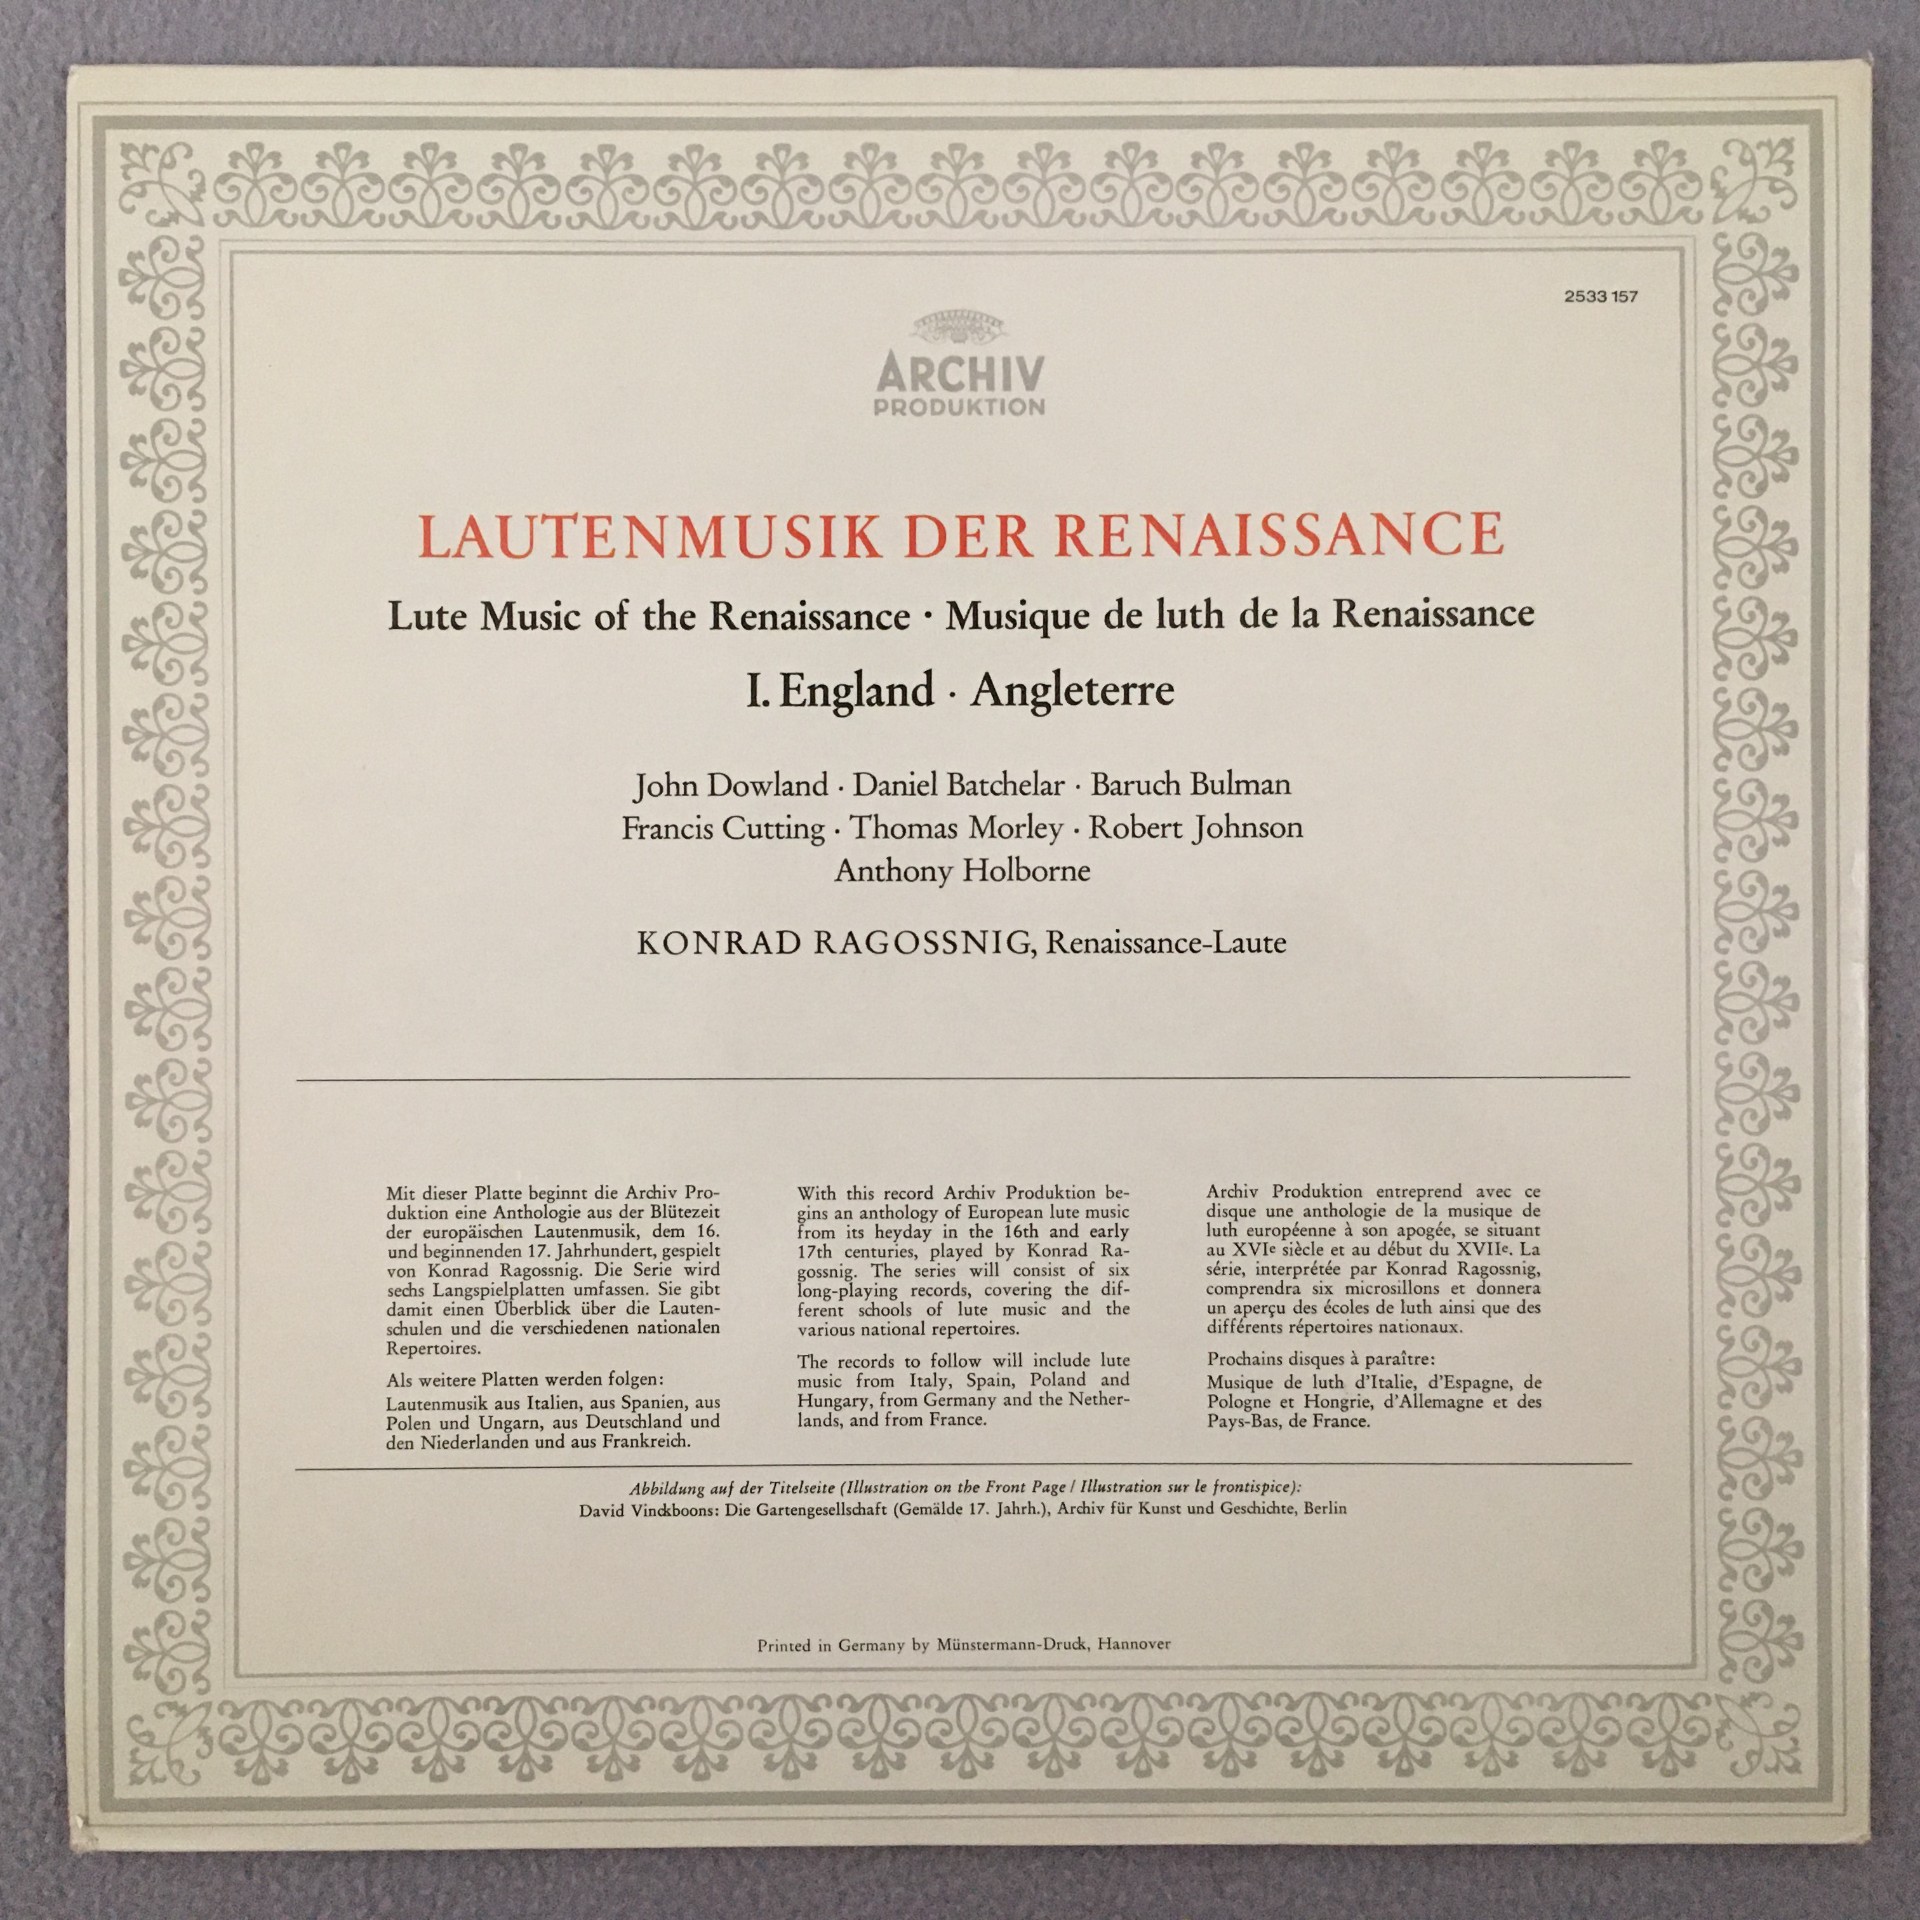 2533 157
ARCHIV
PRODUKTION
LAUTENMUSIK DER RENAISSANCE
Lute Music of the Renaissance · Musique de luth de la Renaissance
I. England · Angleterre
John Dowland · Daniel Batchelar · Baruch Bulman
Francis Cutting · Thomas Morley · Robert Johnson
Anthony Holborne
KONRAD RAGOSSNIG, Renaissance-Laute
Mit dieser Platte beginnt die Archiv Pro-
duktion eine Anthologie aus der Blütezeit
der europäischen Lautenmusik, dem 16.
und beginnenden 17. Jahrhundert, gespielt
von Konrad Ragossnig. Die Serie wird
sechs Langspielplatten umfassen. Sie gibt
damit einen Überblick über die Lauten-
schulen und die verschiedenen nationalen
Repertoires.
Als weitere Platten werden folgen:
Lautenmusik aus Italien, aus Spanien, aus
Polen und Ungarn, aus Deutschland und
den Niederlanden und aus Frankreich.
With this record Archiv Produktion be-
gins an anthology of European lute music
from its heyday in the 16th and early
17th centuries, played by Konrad Ra-
gossnig. The series will consist of six
long-playing records, covering the dif-
ferent schools of lute music and the
various national repertoires.
The records to follow will include lute
music from Italy, Spain, Poland and
Hungary, from Germany and the Nether-
lands, and from France.
Archiv Produktion entreprend avec ce
disque une anthologie de la musique de
luth européenne à son apogée, se situant
au XVIe siècle et au début du XVIIe. La
série, interprétée par Konrad Ragossnig,
comprendra six microsillons et donnera
un aperçu des écoles de luth ainsi que des
différents répertoires nationaux.
Prochains disques à paraître:
Musique de luth d'Italie, d'Espagne, de
Pologne et Hongrie, d'Allemagne et des
Pays-Bas, de France.
Abbildung auf der Titelseite (Illustration on the Front Page / Illustration sur le frontispice):
David Vinckboons: Die Gartengesellschaft (Gemälde 17. Jahrh.), Archiv für Kunst und Geschichte, Berlin
Printed in Germany by Münstermann-Druck, Hannover